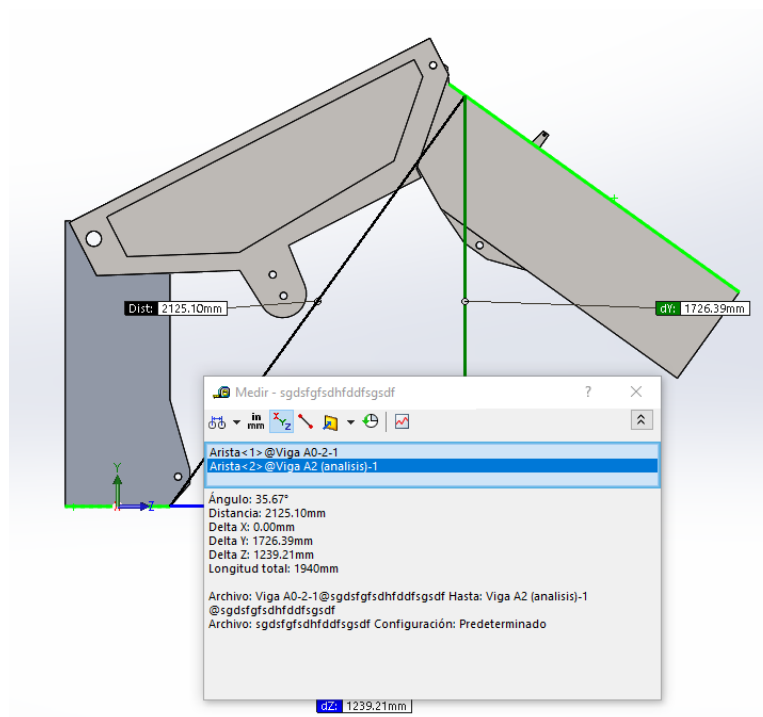 Dist: 2125.10mm
dY: 1726.39mm
Medir - sgdsfgfsdhfddfsgsdf
in
mm
X
Y
Z
Arista<1>@Viga A0-2-1
Arista<2>@Viga A2 (analisis)-1
Y
Z
Ángulo: 35.67°
Distancia: 2125.10mm
Delta X: 0.00mm
Delta Y: 1726.39mm
Delta Z: 1239.21mm
Longitud total: 1940mm
Archivo: Viga A0-2-1@sgdsfgfsdhfddfsgsdf Hasta: Viga A2 (analisis)-1
@sgdsfgfsdhfddfsgsdf
Archivo: sgdsfgfsdhfddfsgsdf Configuración: Predeterminado
dZ: 1239.21mm